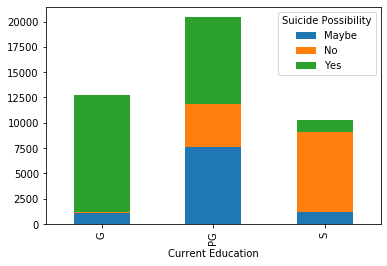 Suicide Possibility
Maybe
No
Yes
20000
17500
15000
12500
10000
7500
5000
2500
0
G
PG
S
Current Education